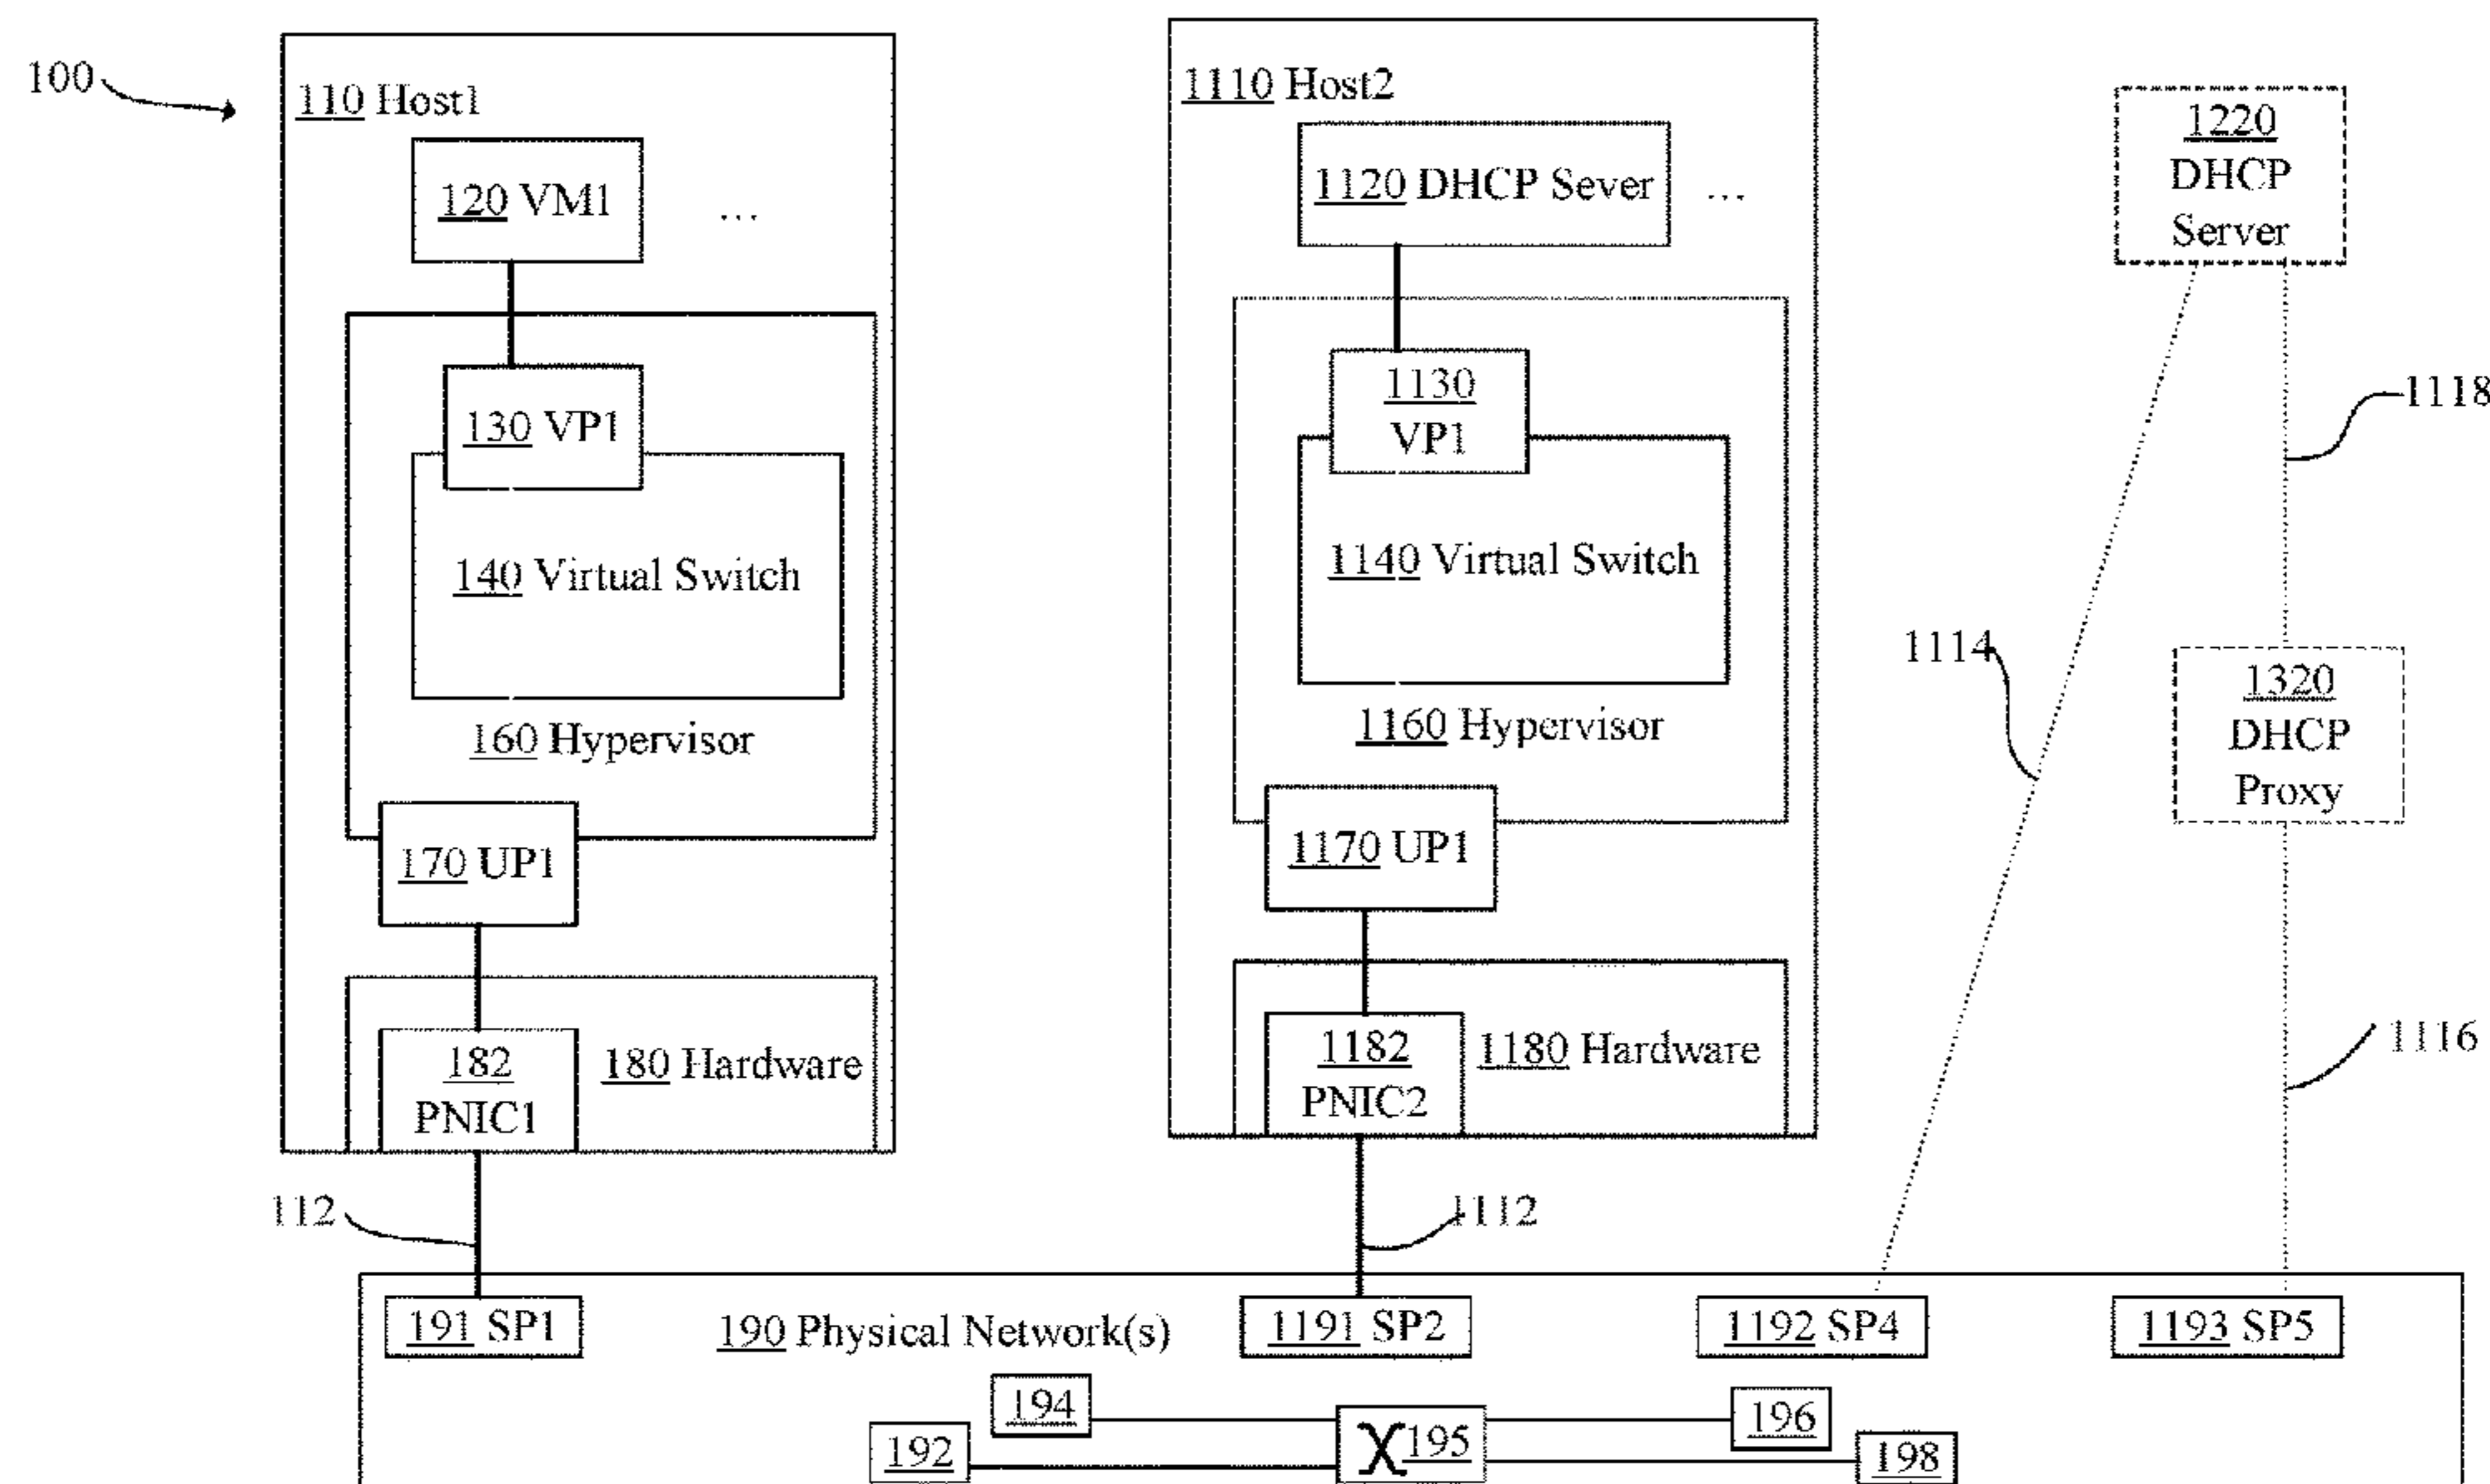 100
110 Host1
120 VM1
...
130 VP1
140 Virtual Switch
160 Hypervisor
170 UP1
182
PNIC1
180 Hardware
112
1110 Host2
1120 DHCP Sever
...
1130
VP1
1140 Virtual Switch
1160 Hypervisor
1170 UP1
1182
PNIC2
1180 Hardware
1112
1220
DHCP
Server
1118
1114
1320
DHCP
Proxy
1116
191 SP1
190 Physical Network(s)
1191 SP2
1192 SP4
1193 SP5
194
192
X 195
196
198